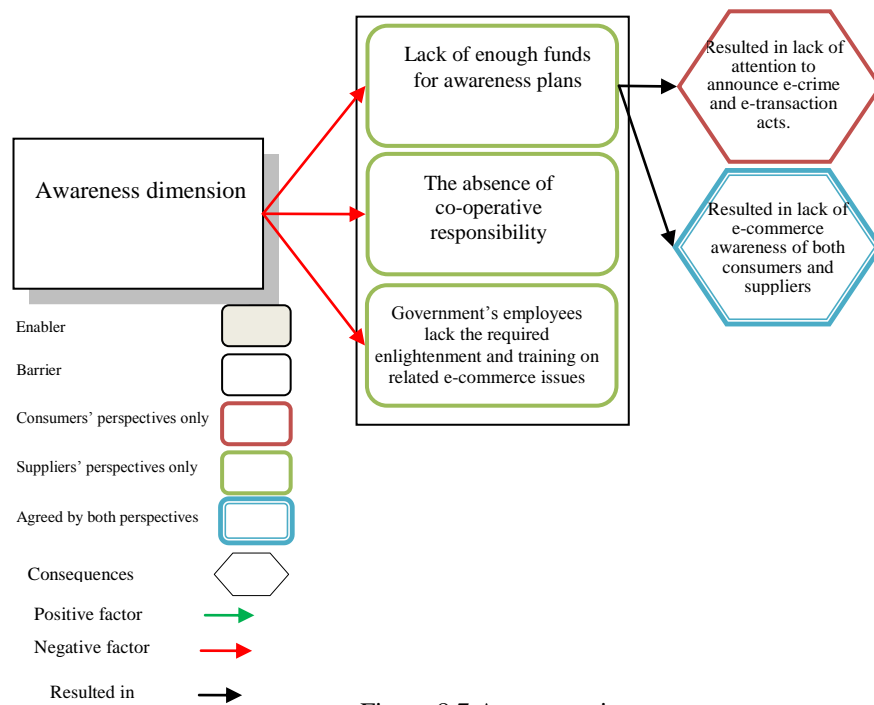 Awareness dimension
Lack of enough funds
for awareness plans
The absence of
co-operative
responsibility
Government's employees
lack the required
enlightenment and training on
related e-commerce issues
Resulted in lack of
attention to
announce e-crime
and e-transaction
acts.
Resulted in lack of
e-commerce
awareness of both
consumers and
suppliers
Enabler
Barrier
Consumers' perspectives only
Suppliers' perspectives only
Agreed by both perspectives
Consequences
Positive factor
Negative factor
Resulted in